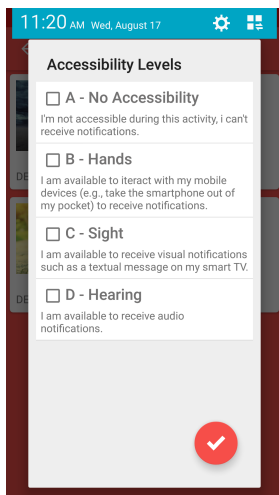 11:20 AM Wed, August 17
Accessibility Levels
A - No Accessibility
I'm not accessible during this activity, i can't
receive notifications.
B - Hands
I am available to iteract with my mobile
devices (e.g., take the smartphone out of
my pocket) to receive notifications.
C - Sight
I am available to receive visual notifications
such as a textual message on my smart TV.
D - Hearing
I am available to receive audio
notifications.
DE
DE